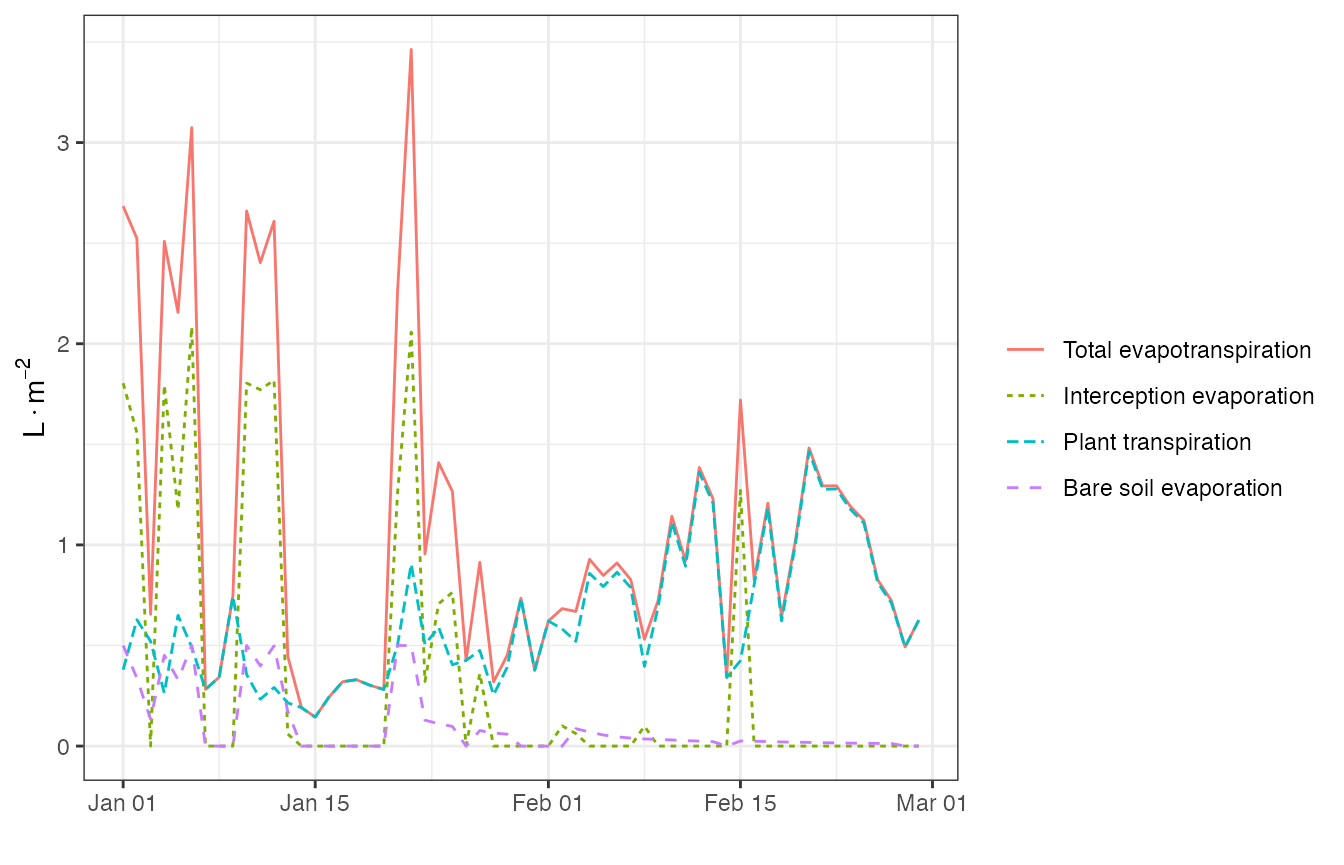 L · m⁻²
3
2
1
0
Jan 01
Jan 15
Feb 01
Feb 15
Mar 01
Total evapotranspiration
Interception evaporation
Plant transpiration
Bare soil evaporation